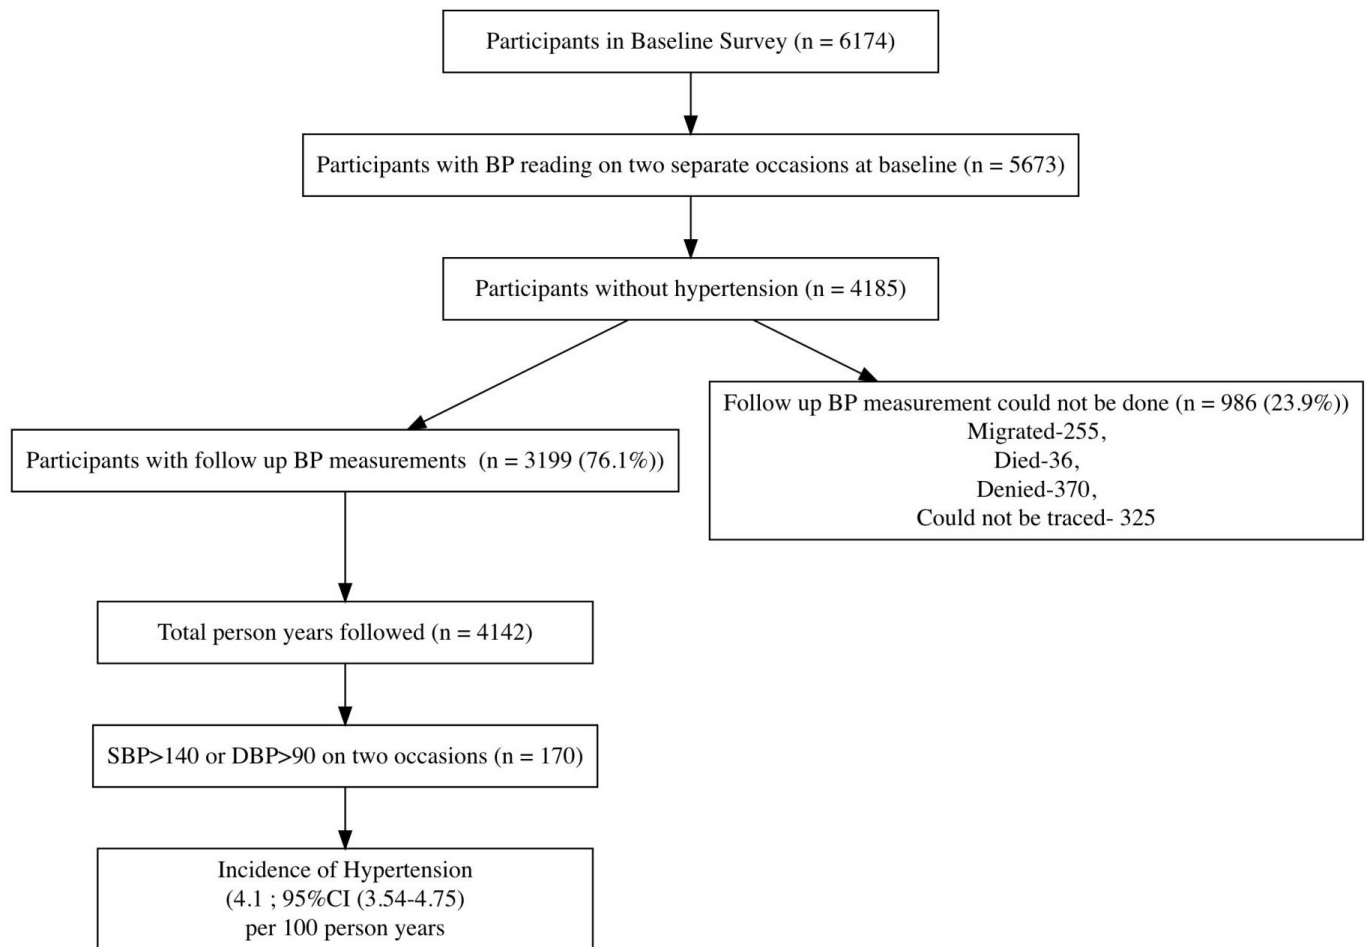 Participants in Baseline Survey (n = 6174)
Participants with BP reading on two separate occasions at baseline (n = 5673)
Participants without hypertension (n = 4185)
Follow up BP measurement could not be done (n = 986 (23.9%))
Migrated-255,
Died-36,
Denied-370,
Could not be traced- 325
Participants with follow up BP measurements  (n = 3199 (76.1%))
Total person years followed (n = 4142)
SBP>140 or DBP>90 on two occasions (n = 170)
Incidence of Hypertension
(4.1 ; 95%CI (3.54-4.75)
per 100 person years